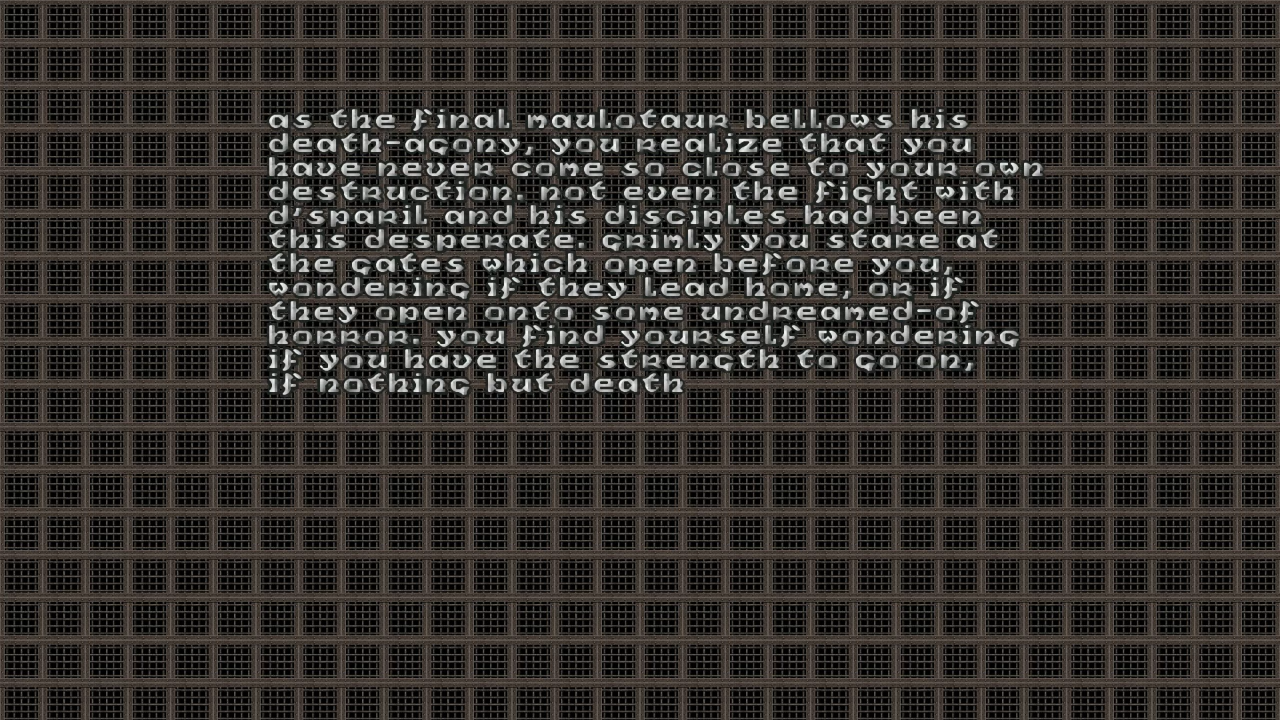 as the final maulotaur bellows his
death-agony, you realize that you
have never come so close to your own
destruction. not even the fight with
d'sparil and his disciples had been
this desperate. grimly you stare at
the gates which open before you,
wondering if they lead home, or if
they open onto some undreamed-of
horror. you find yourself wondering
if you have the strength to go on,
if nothing but death